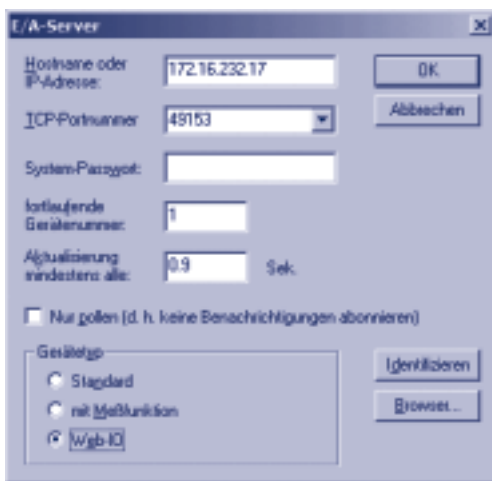 E/A-Server
Hostname oder
IP-Adresse:
172.16.232.17
OK
TCP-Portnummer
49153
Abbrechen
System-Passwort:
fortlaufende
Gerätenummer:
1
Aktualisierung
mindestens alle:
0.9
Sek.
Nur pollen (d. h. keine Benachrichtigungen abonnieren)
Gerätetyp
Standard
mit Meßfunktion
Web-IO
Identifizieren
Browser...